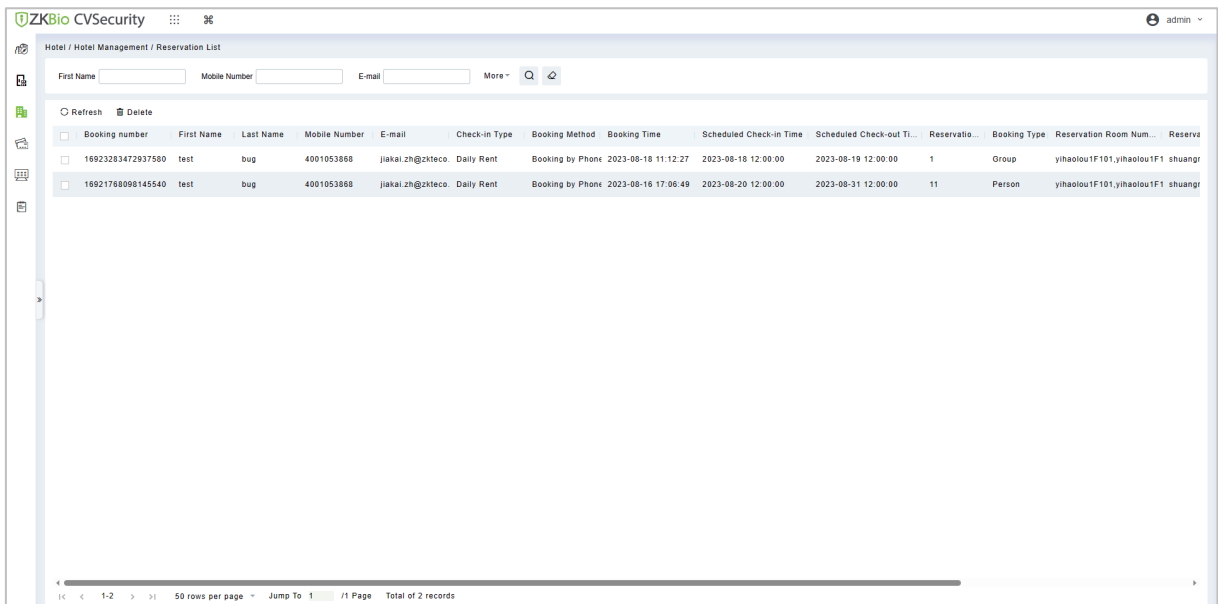 ZKBio CVSecurity
admin
Hotel / Hotel Management / Reservation List
First Name Mobile Number E-mail More
Refresh Delete
Booking number First Name Last Name Mobile Number E-mail Check-in Type Booking Method Booking Time Scheduled Check-in Time Scheduled Check-out Ti... Reservatio... Booking Type Reservation Room Num... Reserva
16923283472937580 test bug 4001053868 jiakai.zh@zkteco. Daily Rent Booking by Phone 2023-08-18 11:12:27 2023-08-18 12:00:00 2023-08-19 12:00:00 1 Group yihaolou1F101,yihaolou1F1 shuangr
16921768098145540 test bug 4001053868 jiakai.zh@zkteco. Daily Rent Booking by Phone 2023-08-16 17:06:49 2023-08-20 12:00:00 2023-08-31 12:00:00 11 Person yihaolou1F101,yihaolou1F1 shuangr
1-2 50 rows per page Jump To 1 /1 Page Total of 2 records